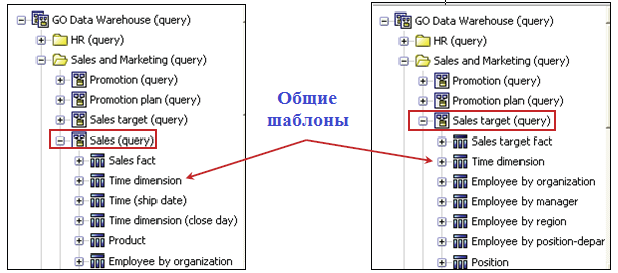 GO Data Warehouse (query)
HR (query)
Sales and Marketing (query)
Promotion (query)
Promotion plan (query)
Sales target (query)
Sales (query)
Sales fact
Time dimension
Time (ship date)
Time dimension (close day)
Product
Employee by organization
Общие
шаблоны
GO Data Warehouse (query)
HR (query)
Sales and Marketing (query)
Promotion (query)
Promotion plan (query)
Sales target (query)
Sales target fact
Time dimension
Employee by organization
Employee by manager
Employee by region
Employee by position-depar
Position